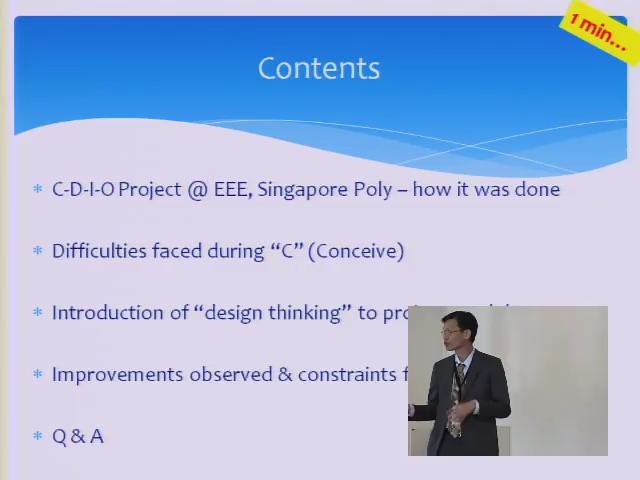 1 min...
Contents
* C-D-I-O Project @ EEE, Singapore Poly – how it was done
* Difficulties faced during “C” (Conceive)
* Introduction of “design thinking” to
* Improvements observed & constraints
* Q & A